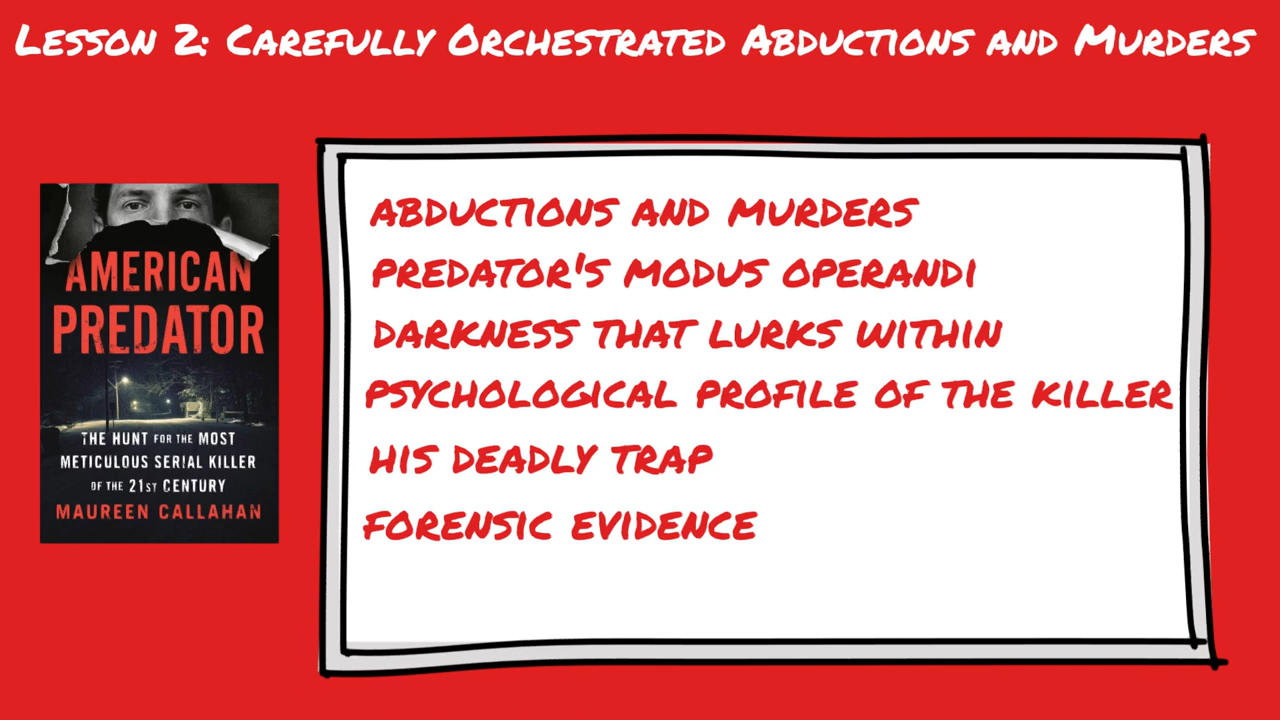 Lesson 2: Carefully Orchestrated Abductions and Murders
AMERICAN
PREDATOR
THE HUNT FOR THE MOST
METICULOUS SERIAL KILLER
OF THE 21ST CENTURY
MAUREEN CALLAHAN
ABDUCTIONS AND MURDERS
PREDATOR'S MODUS OPERANDI
DARKNESS THAT LURKS WITHIN
PSYCHOLOGICAL PROFILE OF THE KILLER
HIS DEADLY TRAP
FORENSIC EVIDENCE